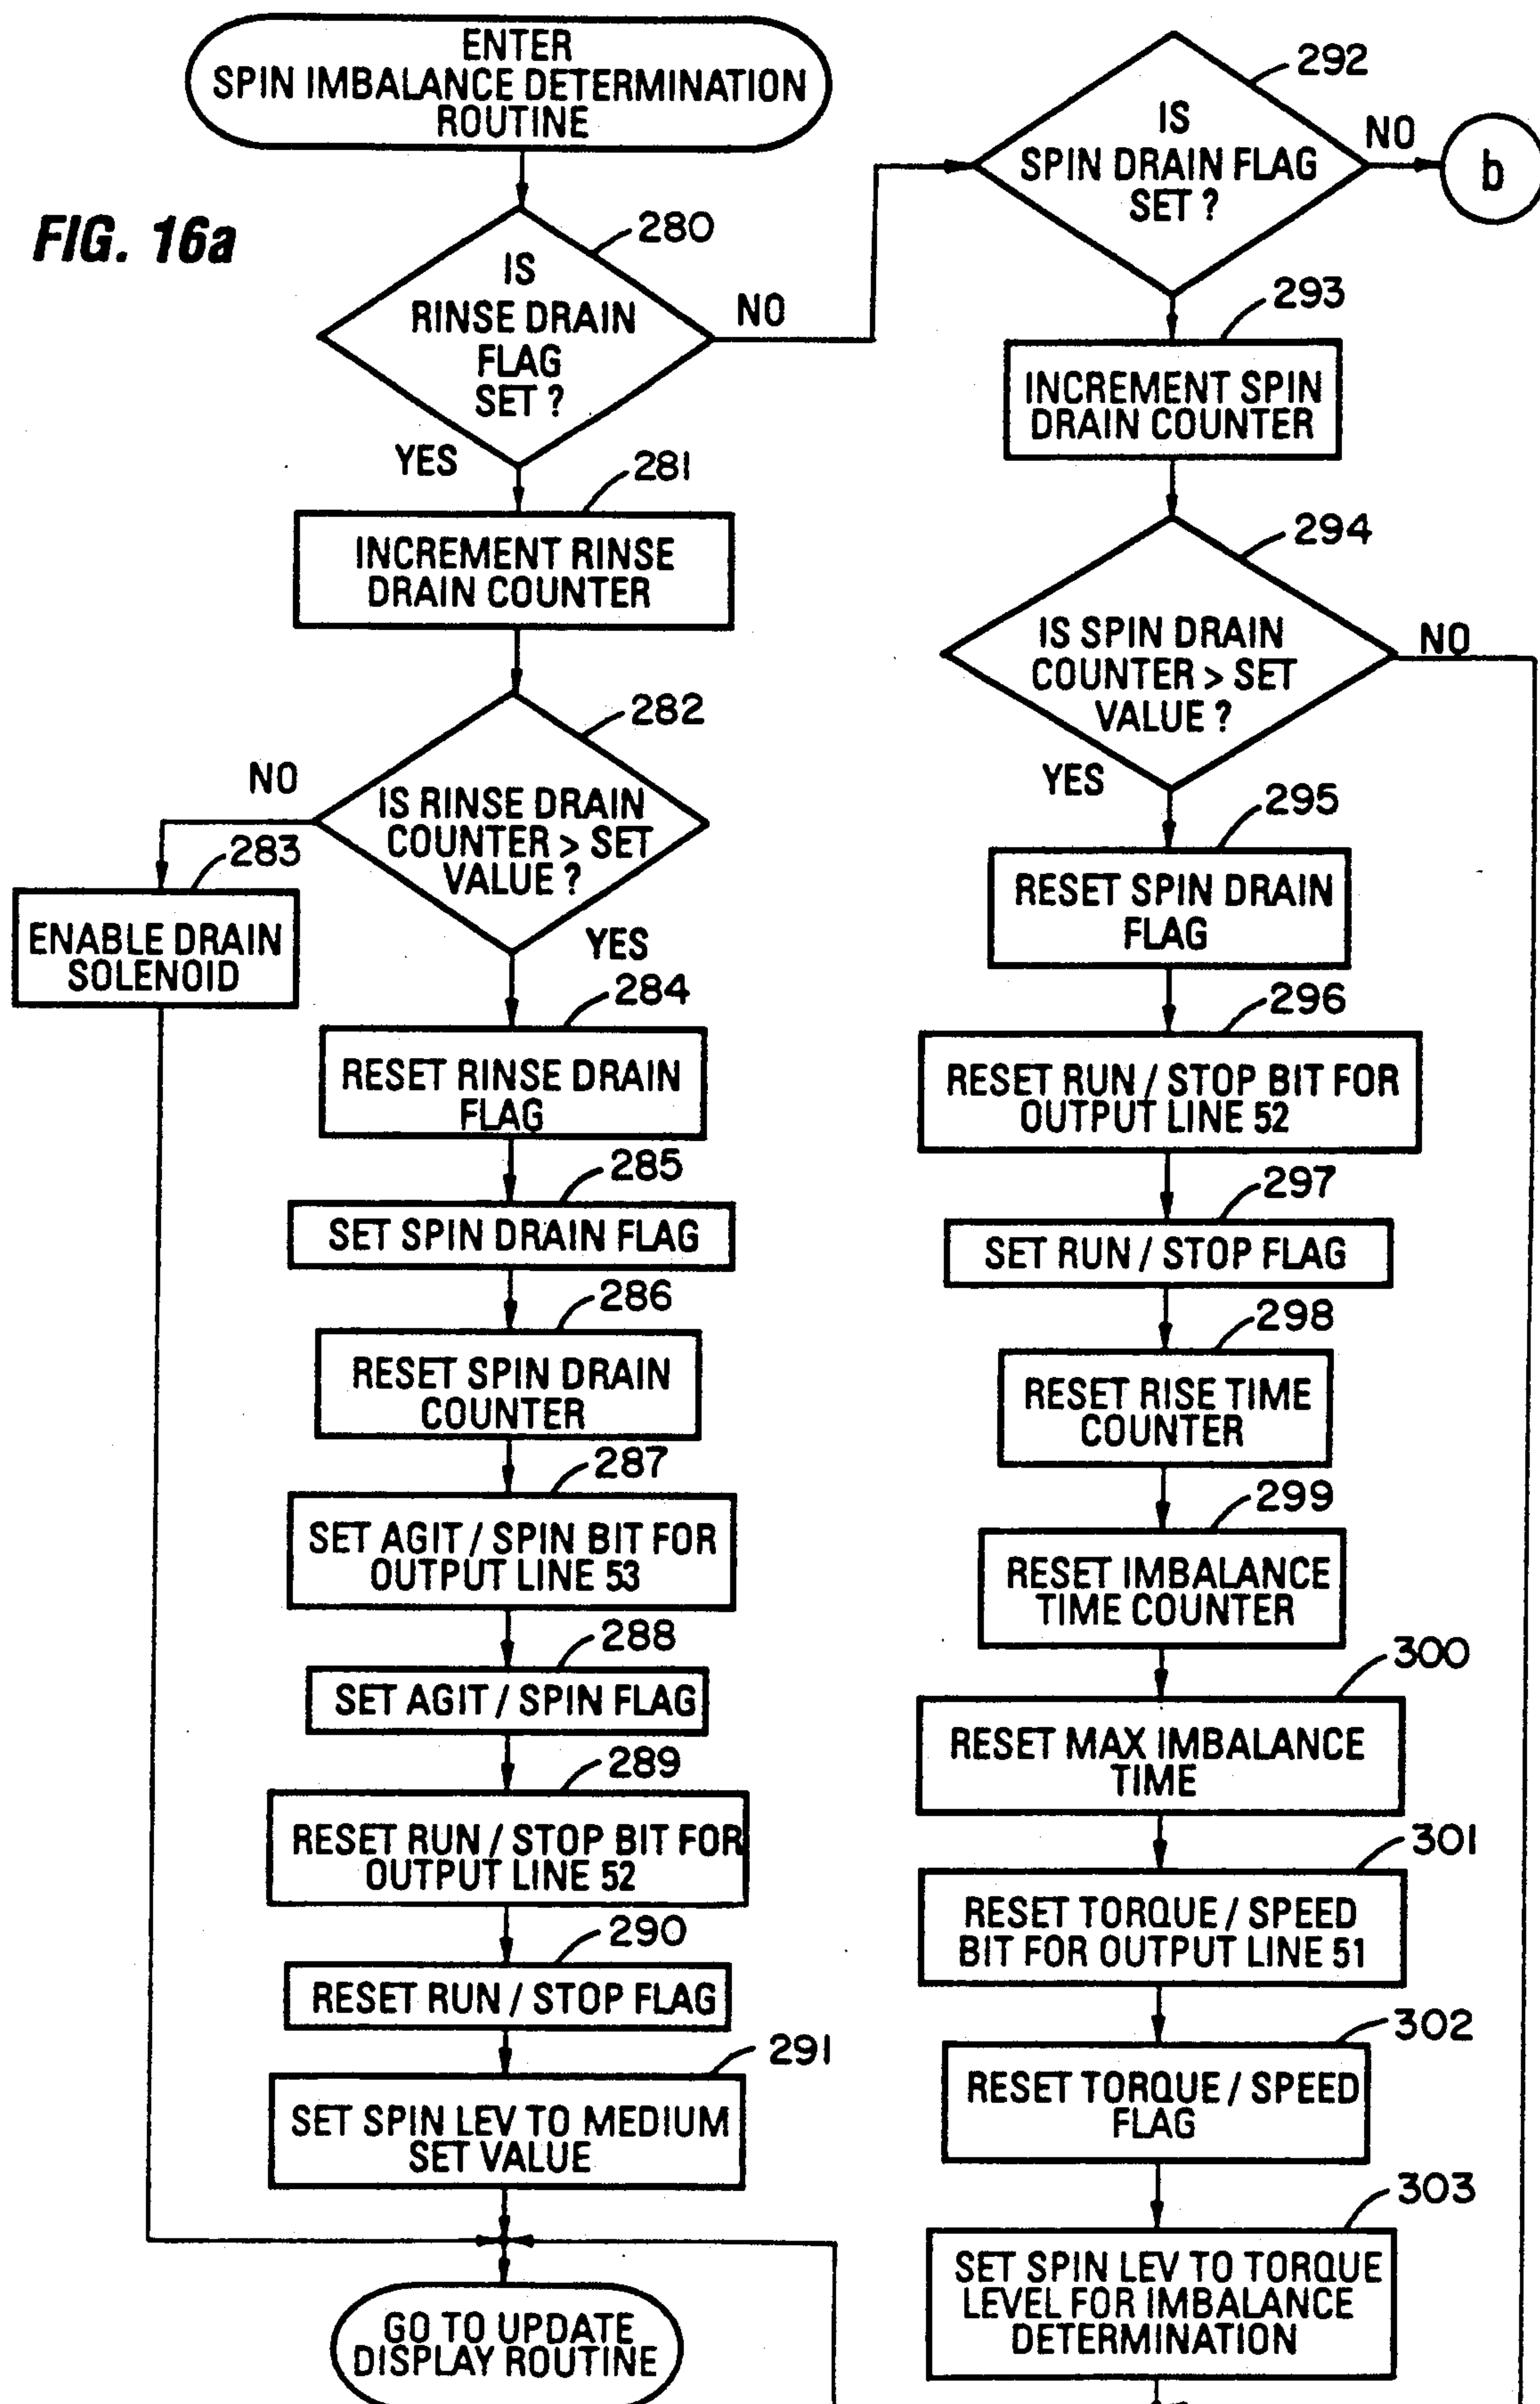 ENTER
SPIN IMBALANCE DETERMINATION
ROUTINE
FIG. 16a
280
IS
RINSE DRAIN
FLAG
SET ?
NO
YES
281
INCREMENT RINSE
DRAIN COUNTER
282
IS RINSE DRAIN
COUNTER > SET
VALUE ?
NO
283
ENABLE DRAIN
SOLENOID
YES
284
RESET RINSE DRAIN
FLAG
285
SET SPIN DRAIN FLAG
286
RESET SPIN DRAIN
COUNTER
287
SET AGIT / SPIN BIT FOR
OUTPUT LINE 53
288
SET AGIT / SPIN FLAG
289
RESET RUN / STOP BIT FOR
OUTPUT LINE 52
290
RESET RUN / STOP FLAG
291
SET SPIN LEV TO MEDIUM
SET VALUE
GO TO UPDATE
DISPLAY ROUTINE
292
IS
SPIN DRAIN FLAG
SET ?
NO
b
293
INCREMENT SPIN
DRAIN COUNTER
294
IS SPIN DRAIN
COUNTER > SET
VALUE ?
NO
YES
295
RESET SPIN DRAIN
FLAG
296
RESET RUN / STOP BIT FOR
OUTPUT LINE 52
297
SET RUN / STOP FLAG
298
RESET RISE TIME
COUNTER
299
RESET IMBALANCE
TIME COUNTER
300
RESET MAX IMBALANCE
TIME
301
RESET TORQUE / SPEED
BIT FOR OUTPUT LINE 51
302
RESET TORQUE / SPEED
FLAG
303
SET SPIN LEV TO TORQUE
LEVEL FOR IMBALANCE
DETERMINATION